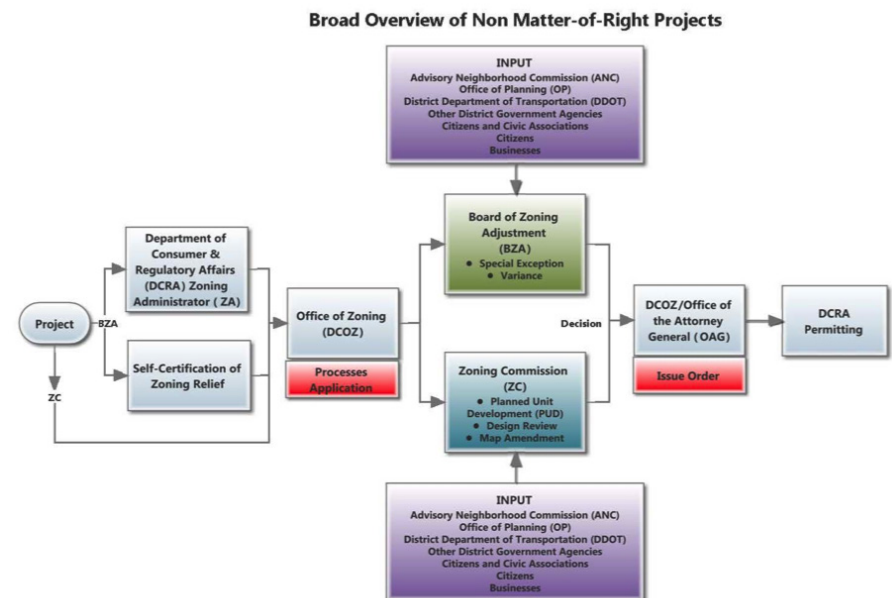 Broad Overview of Non Matter-of-Right Projects
INPUT
Advisory Neighborhood Commission (ANC)
Office of Planning (OP)
District Department of Transportation (DDOT)
Other District Government Agencies
Citizens and Civic Associations
Citizens
Businesses
Project
BZA
ZC
Department of
Consumer &
Regulatory Affairs
(DCRA) Zoning
Administrator ( ZA)
Self-Certification of
Zoning Relief
Office of Zoning
(DCOZ)
Processes
Application
Board of Zoning
Adjustment
(BZA)
● Special Exception
● Variance
Decision
Zoning Commission
(ZC)
● Planned Unit
Development (PUD)
● Design Review
● Map Amendment
DCOZ/Office of
the Attorney
General (OAG)
Issue Order
DCRA
Permitting
INPUT
Advisory Neighborhood Commission (ANC)
Office of Planning (OP)
District Department of Transportation (DDOT)
Other District Government Agencies
Citizens and Civic Associations
Citizens
Businesses